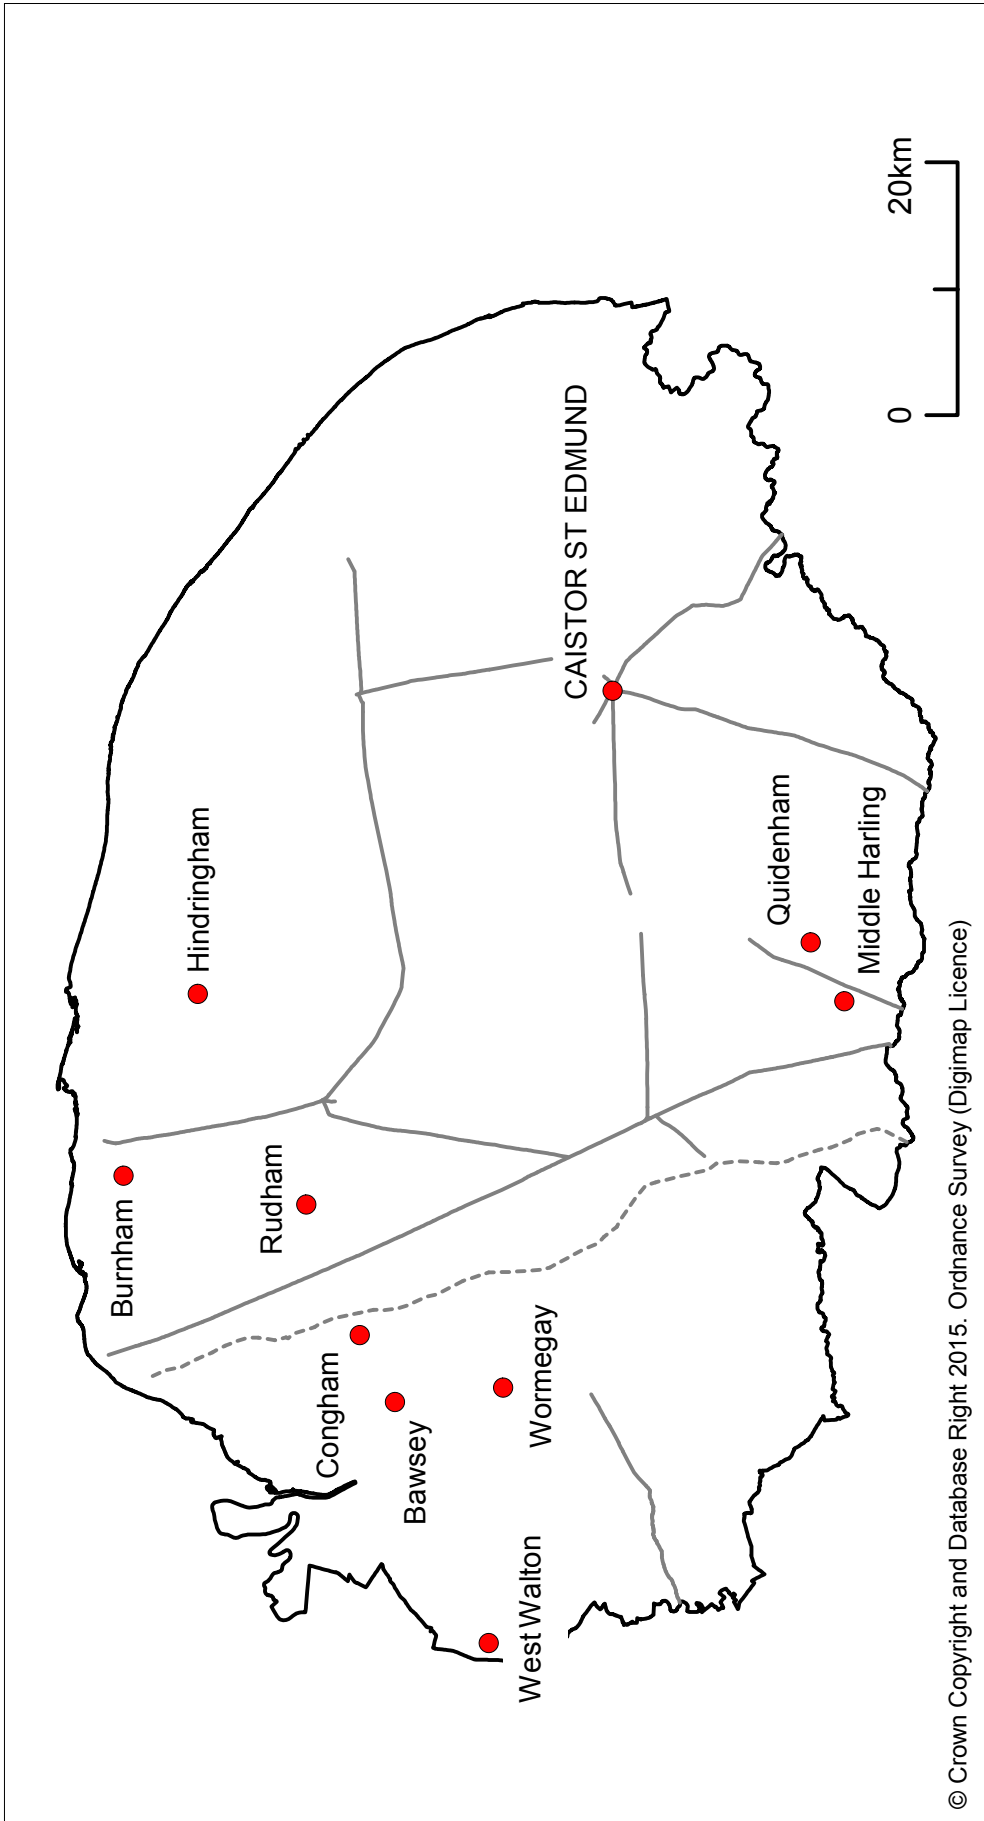 Burnham
Hindringham
Rudham
Congham
Bawsey
Wormegay
West Walton
CAISTOR ST EDMUND
Quidenham
Middle Harling
0
20km
© Crown Copyright and Database Right 2015. Ordnance Survey (Digimap Licence)